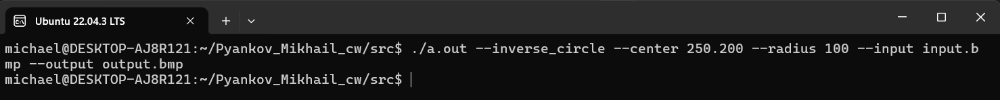 Ubuntu 22.04.3 LTS
michael@DESKTOP-AJ8R121:~/Pyankov_Mikhail_cw/src$ ./a.out --inverse_circle --center 250.200 --radius 100 --input input.b
mp --output output.bmp
michael@DESKTOP-AJ8R121:~/Pyankov_Mikhail_cw/src$